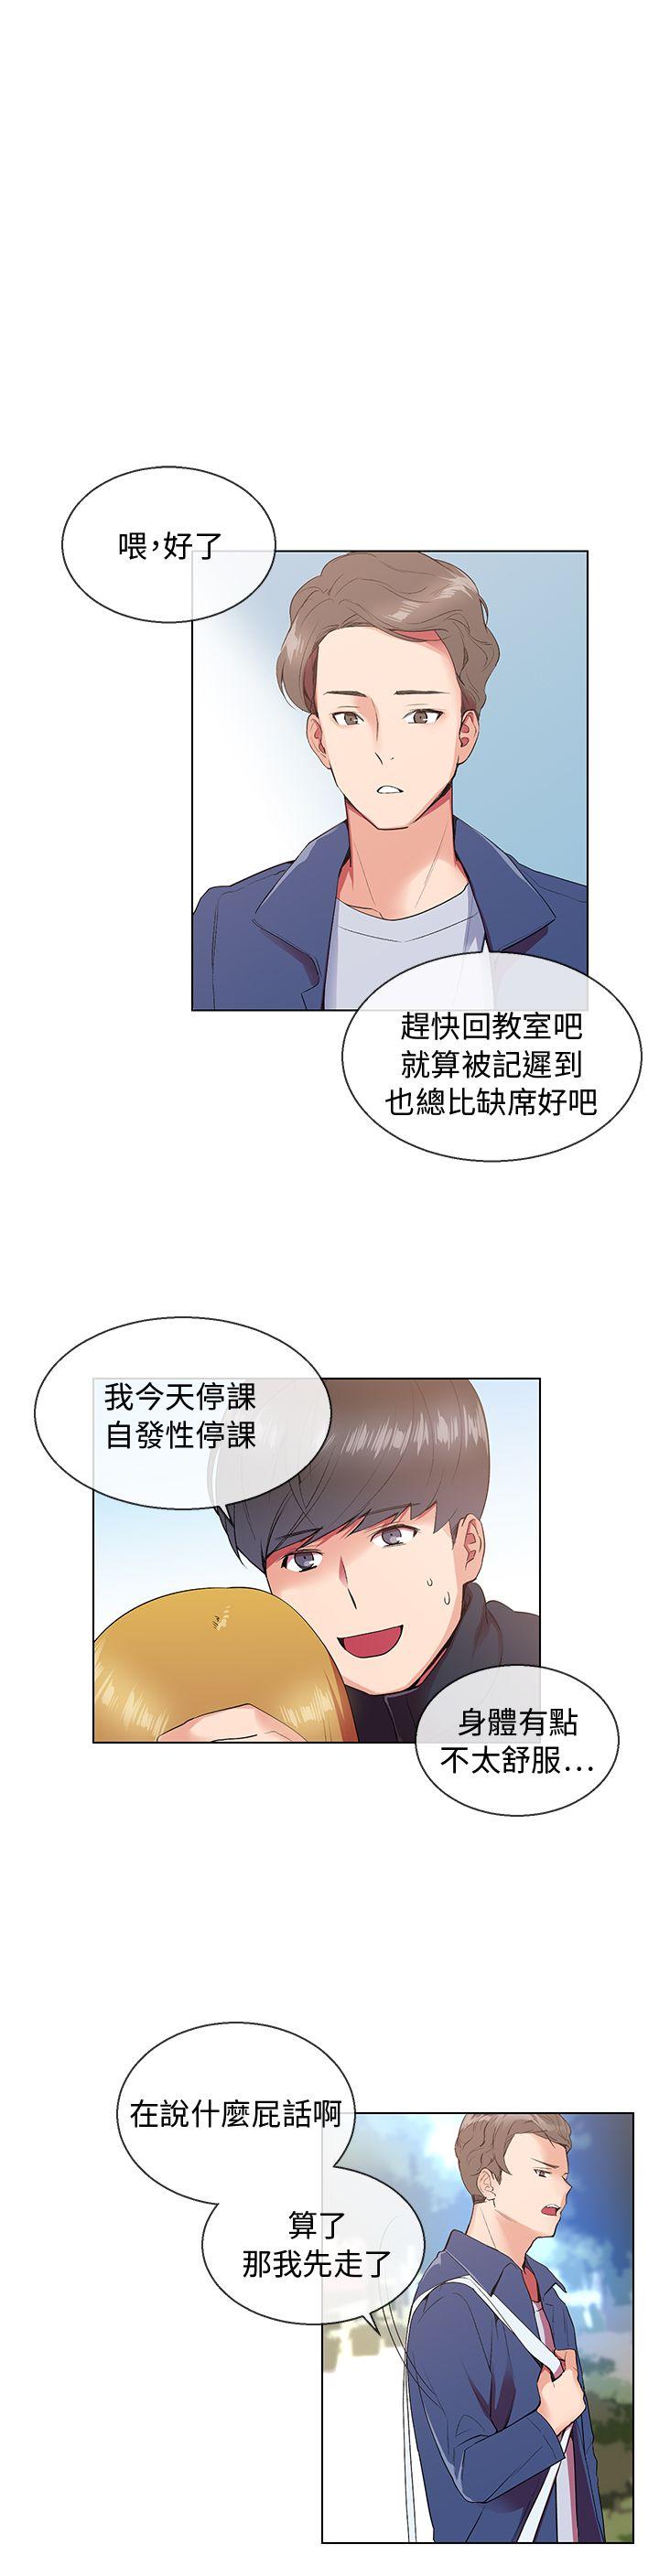 喂，好了
趕快回教室吧
就算被記遲到
也總比缺席好吧
我今天停課
自發性停課
身體有點
不太舒服...
在說什麼屁話啊
算了
那我先走了